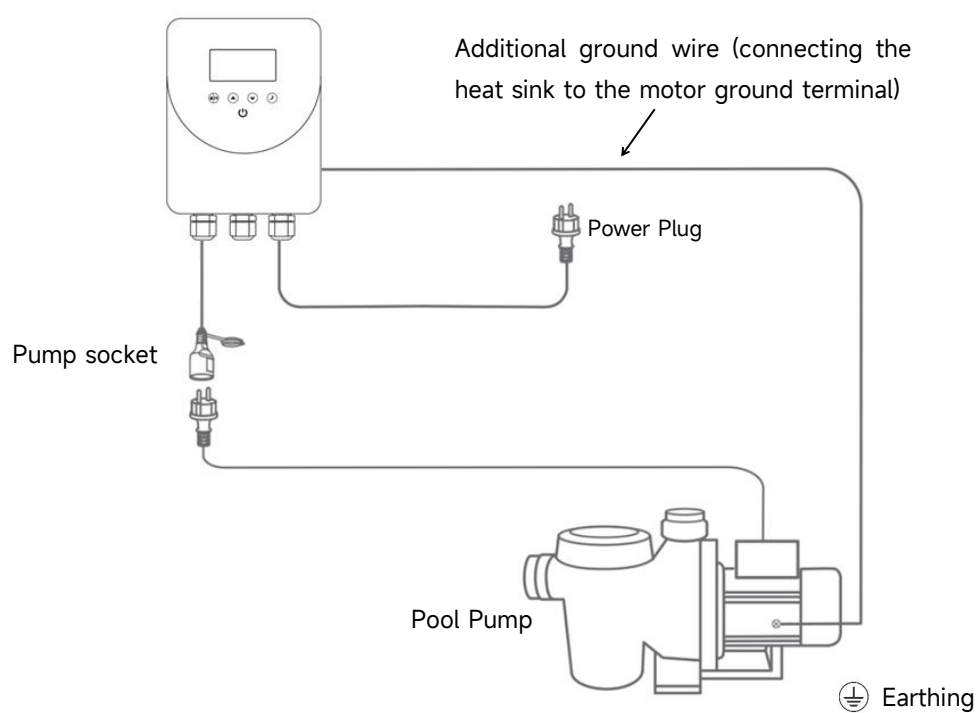 Additional ground wire (connecting the
heat sink to the motor ground terminal)
Power Plug
Pump socket
Pool Pump
Earthing